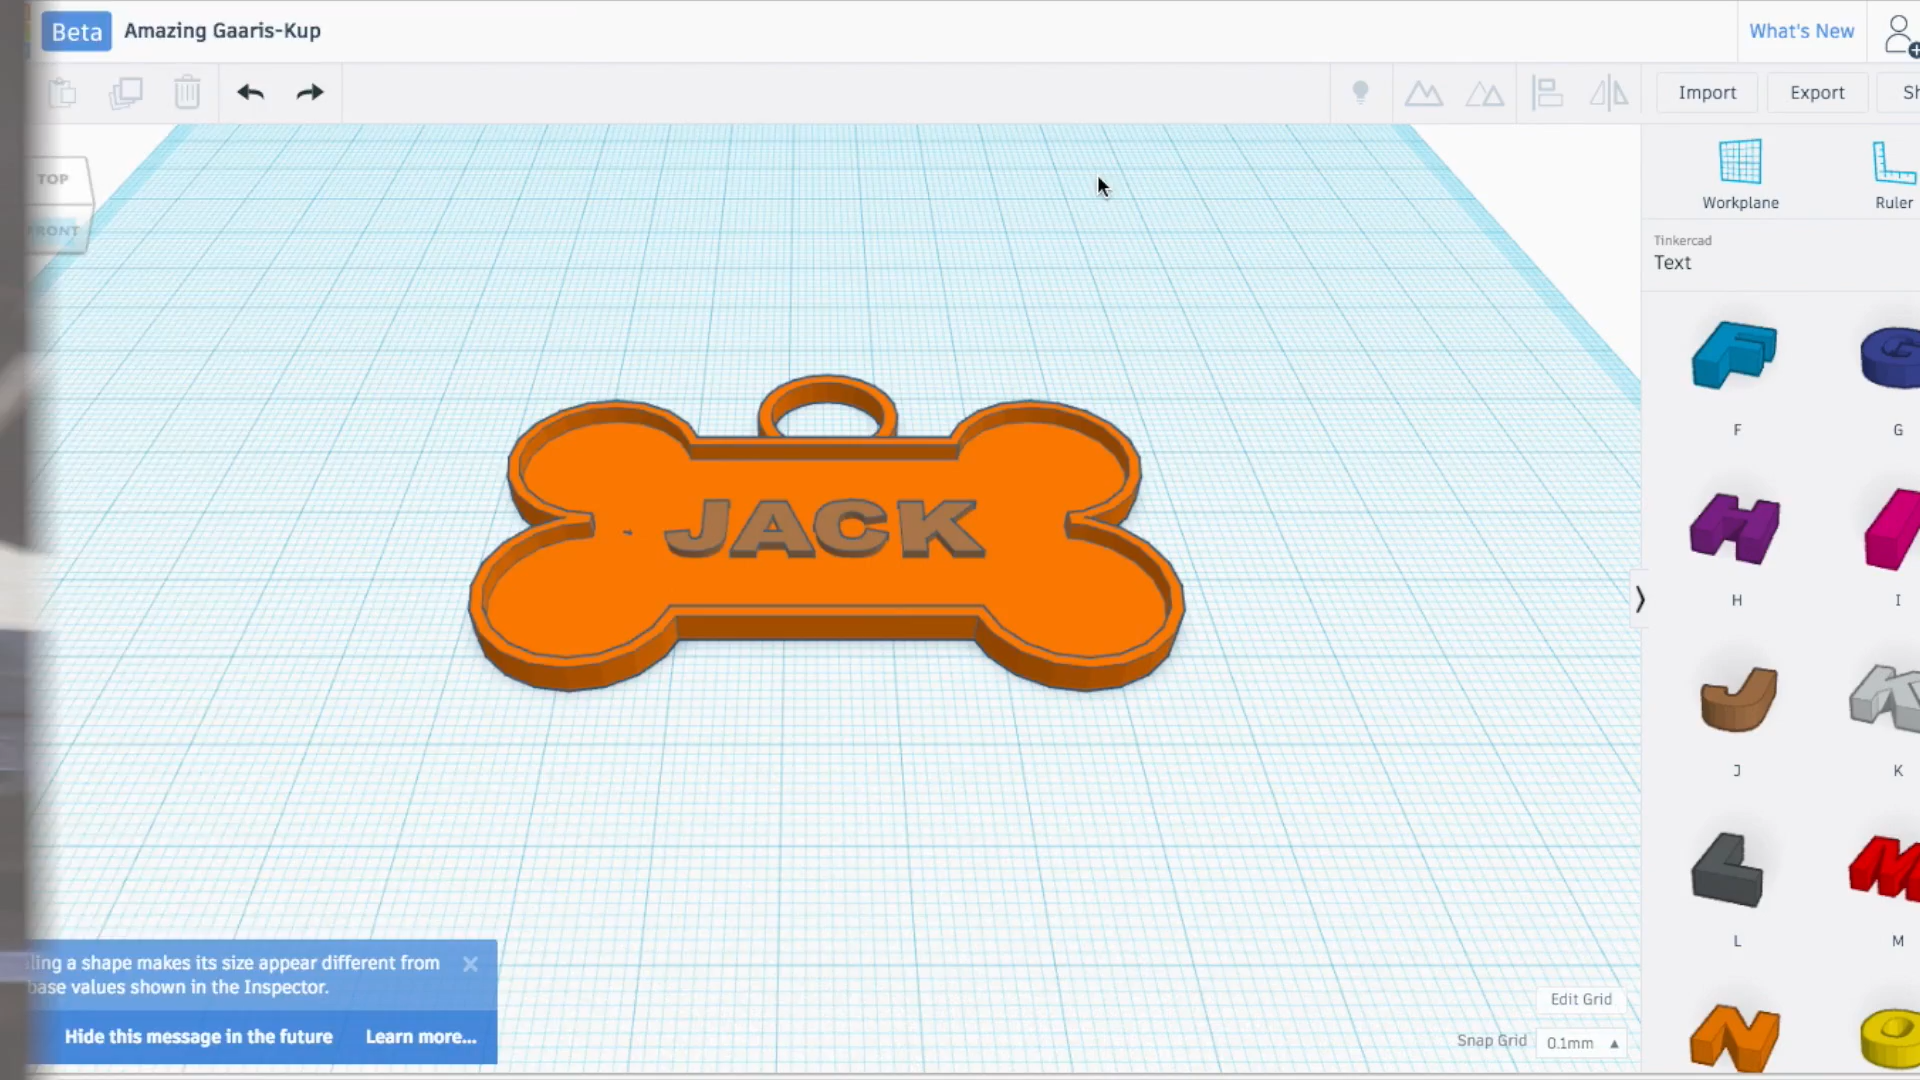 Beta Amazing Gaaris-Kup What's New
Import Export
TOP
FRONT
Workplane Ruler
Tinkercad
Text
F G
JACK
H I
J K
L M
a shape makes its size appear different from
base values shown in the Inspector.
Hide this message in the future Learn more...
Edit Grid
Snap Grid 0.1mm